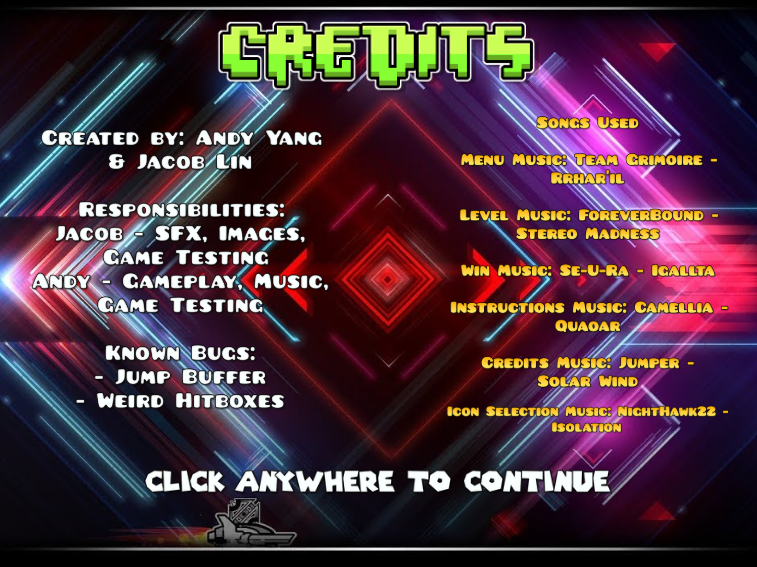 CREDITS
CREATED BY: ANDY YANG
& JACOB LIN
RESPONSIBILITIES:
JACOB - SFX, IMAGES,
GAME TESTING
ANDY - GAMEPLAY, MUSIC,
GAME TESTING
KNOWN BUGS:
- JUMP BUFFER
- WEIRD HITBOXES
SONGS USED
MENU MUSIC: TEAM GRIMOIRE -
RRHAR'IL
LEVEL MUSIC: FOREVERBOUND -
STEREO MADNESS
WIN MUSIC: SE-U-RA - IGALLTA
INSTRUCTIONS MUSIC: CAMELLIA -
QUAOAR
CREDITS MUSIC: JUMPER -
SOLAR WIND
ICON SELECTION MUSIC: NIGHTHAWK22 -
ISOLATION
CLICK ANYWHERE TO CONTINUE